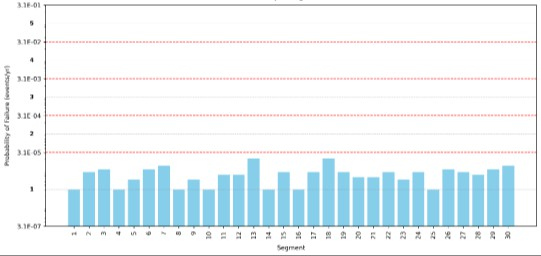 3.1E-01
5
3.1E-02
4
3.1E-03
3
3.1E-04
2
3.1E-05
1
3.1E-07
Probability of Failure (events/yr)
1 2 3 4 5 6 7 8 9 10 11 12 13 14 15 16 17 18 19 20 21 22 23 24 25 26 27 28 29 30
Segment